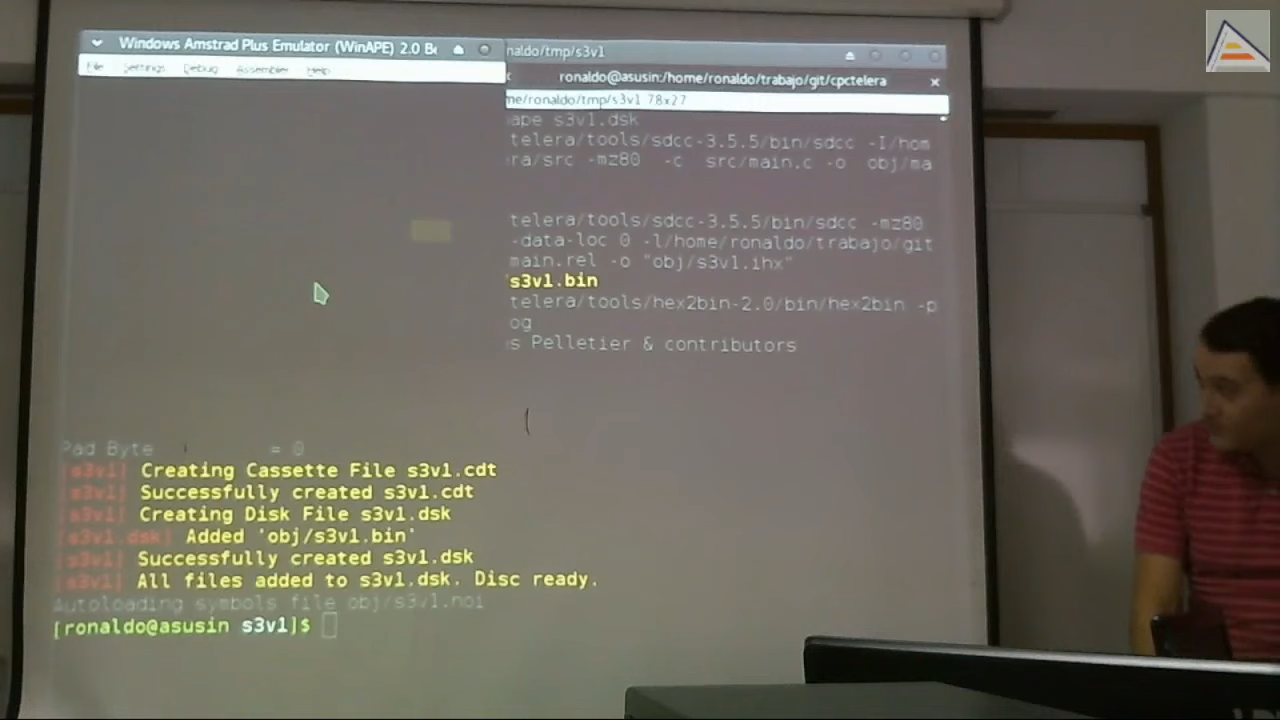 Windows Amstrad Plus Emulator (WinAPE) 2.0 Be
File Settings Debug Assembler Help
naldo/tmp/s3v1
ronaldo@asusin:/home/ronaldo/trabajo/git/cpctelera
me/ronaldo/tmp/s3v1 78x27
ape s3v1.dsk
telera/tools/sdcc-3.5.5/bin/sdcc -I/hom
ra/src -mz80 -c src/main.c -o obj/ma
telera/tools/sdcc-3.5.5/bin/sdcc -mz80
-data-loc 0 -l/home/ronaldo/trabajo/git
main.rel -o "obj/s3v1.ihx"
s3v1.bin
telera/tools/hex2bin-2.0/bin/hex2bin -p
og
s Pelletier & contributors
Pad Byte = 0
[s3v1] Creating Cassette File s3v1.cdt
[s3v1] Successfully created s3v1.cdt
[s3v1] Creating Disk File s3v1.dsk
[s3v1.dsk] Added 'obj/s3v1.bin'
[s3v1] Successfully created s3v1.dsk
[s3v1] All files added to s3v1.dsk. Disc ready.
Autoloading symbols file obj/s3v1.noi
[ronaldo@asusin s3v1]$